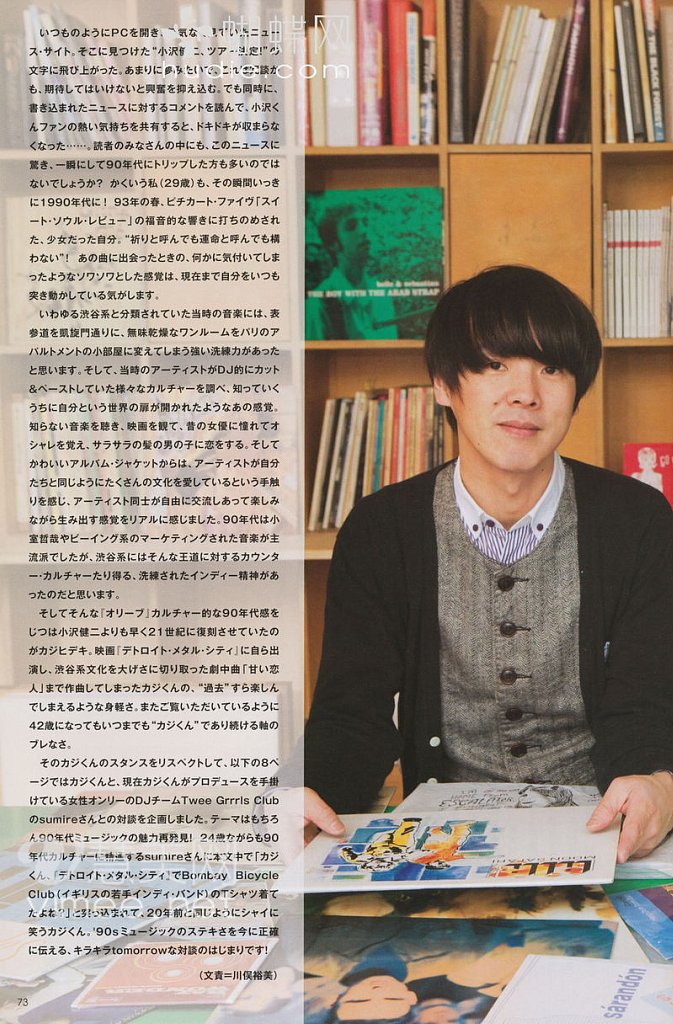 いつものようにPCを開き、
ス・サイト。そこに見つけた“小沢健二、ツアー決定!”の
文字に飛び上がった。あまりに
も、期待してはいけないと興奮を抑え込む。でも同時に、
書き込まれたニュースに対するコメントを読んで、小沢く
んファンの熱い気持ちを共有すると、ドキドキが収まらな
くなった……。読者のみなさんの中にも、このニュースに
驚き、一瞬にして90年代にトリップした方も多いのでは
ないでしょうか? かくいう私(29歳)も、その瞬間いっき
に1990年代に! 93年の春、ピチカート・ファイヴ「スイ
ート・ソウル・レビュー」の福音的な響きに打ちのめされ
た、少女だった自分。“祈りと呼んでも運命と呼んでも構
わない”! あの曲に出会ったときの、何かに気付いてしま
ったようなソワソワとした感覚は、現在まで自分をいつも
突き動かしている気がします。
いわゆる渋谷系と分類されていた当時の音楽には、表
参道を凱旋門通りに、無味乾燥なワンルームをパリのア
パルトメントの小部屋に変えてしまう強い洗練力があった
と思います。そして、当時のアーティストがDJ的にカット
&ペーストしていた様々なカルチャーを調べ、知っていく
うちに自分という世界の扉が開かれたようなあの感覚。
知らない音楽を聴き、映画を観て、昔の女優に憧れてオ
シャレを覚え、サラサラの髪の男の子に恋をする。そして
かわいいアルバム・ジャケットからは、アーティストが自分
たちと同じようにたくさんの文化を愛しているという手触
りを感じ、アーティスト同士が自由に交流しあって楽しみ
ながら生み出す感覚をリアルに感じました。90年代は小
室哲哉やビーイング系のマーケティングされた音楽が主
流派でしたが、渋谷系にはそんな王道に対するカウンタ
ー・カルチャーたり得る、洗練されたインディー精神があ
ったのだと思います。
そしてそんな『オリーブ』カルチャー的な90年代感を
じつは小沢健二よりも早く21世紀に復刻させていたの
がカジヒデキ。映画『デトロイト・メタル・シティ』に自ら出
演し、渋谷系文化を大げさに切り取った劇中曲「甘い恋
人」まで作曲してしまったカジくんの、“過去”すら楽しん
でしまえるような身軽さ。またご覧いただいているように
42歳になってもいつまでも“カジくん”であり続ける軸の
ブレなさ。
そのカジくんのスタンスをリスペクトして、以下の8ペ
ージではカジくんと、現在カジくんがプロデュースを手掛
けている女性オンリーのDJチームTwee Grrrls Club
のsumireさんとの対談を企画しました。テーマはもちろ
ん90年代ミュージックの魅力再発見! 24歳ながらも90
年代カルチャーに精通するsumireさんに本文中で「カジ
くん、『デトロイト・メタル・シティ』でBombay Bicycle
Club(イギリスの若手インディ・バンド)のTシャツ着て
たよね?」と突っ込まれて、20年前と同じようにシャイに
笑うカジくん。'90sミュージックのステキさを今に正確
に伝える、キラキラtomorrowな対談のはじまりです!
(文責=川俣裕美)
73
蝴蝶网
hudie.com
yimee.net
belle & sebastian
THE BOY WITH THE ARAB STRAP
AIR
MOON SAFARI
sárandón